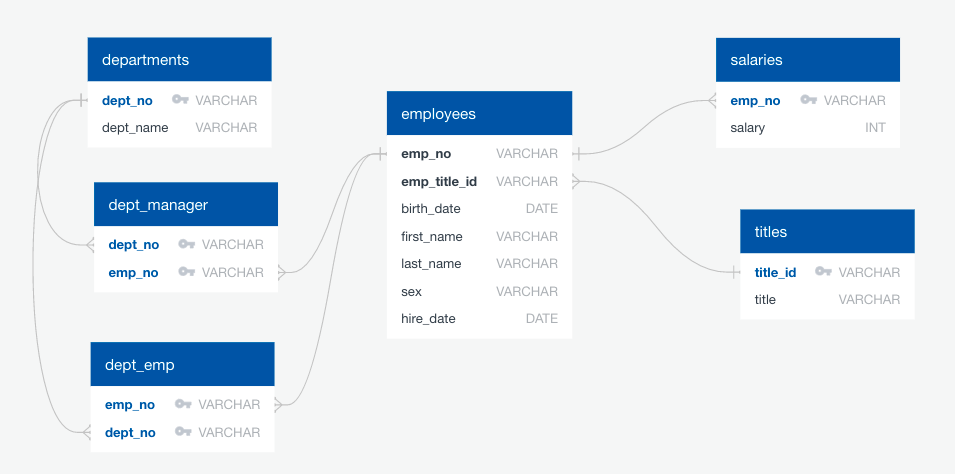 departments
dept_no VARCHAR
dept_name VARCHAR
dept_manager
dept_no VARCHAR
emp_no VARCHAR
dept_emp
emp_no VARCHAR
dept_no VARCHAR
employees
emp_no VARCHAR
emp_title_id VARCHAR
birth_date DATE
first_name VARCHAR
last_name VARCHAR
sex VARCHAR
hire_date DATE
salaries
emp_no VARCHAR
salary INT
titles
title_id VARCHAR
title VARCHAR